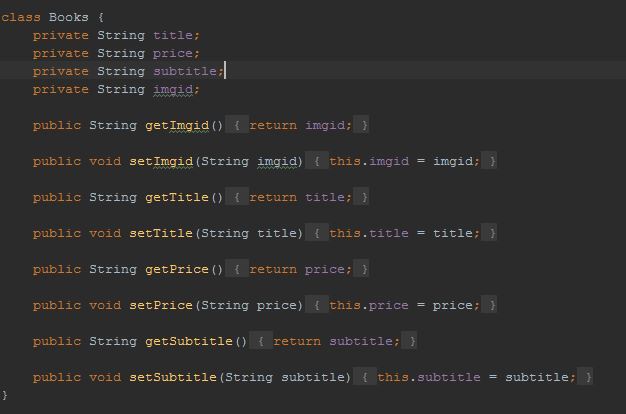 class Books {
    private String title;
    private String price;
    private String subtitle;
    private String imgid;
    public String getImgid() { return imgid; }
    public void setImgid(String imgid) { this.imgid = imgid; }
    public String getTitle() { return title; }
    public void setTitle(String title) { this.title = title; }
    public String getPrice() { return price; }
    public void setPrice(String price) { this.price = price; }
    public String getSubtitle() { return subtitle; }
    public void setSubtitle(String subtitle) { this.subtitle = subtitle; }
}